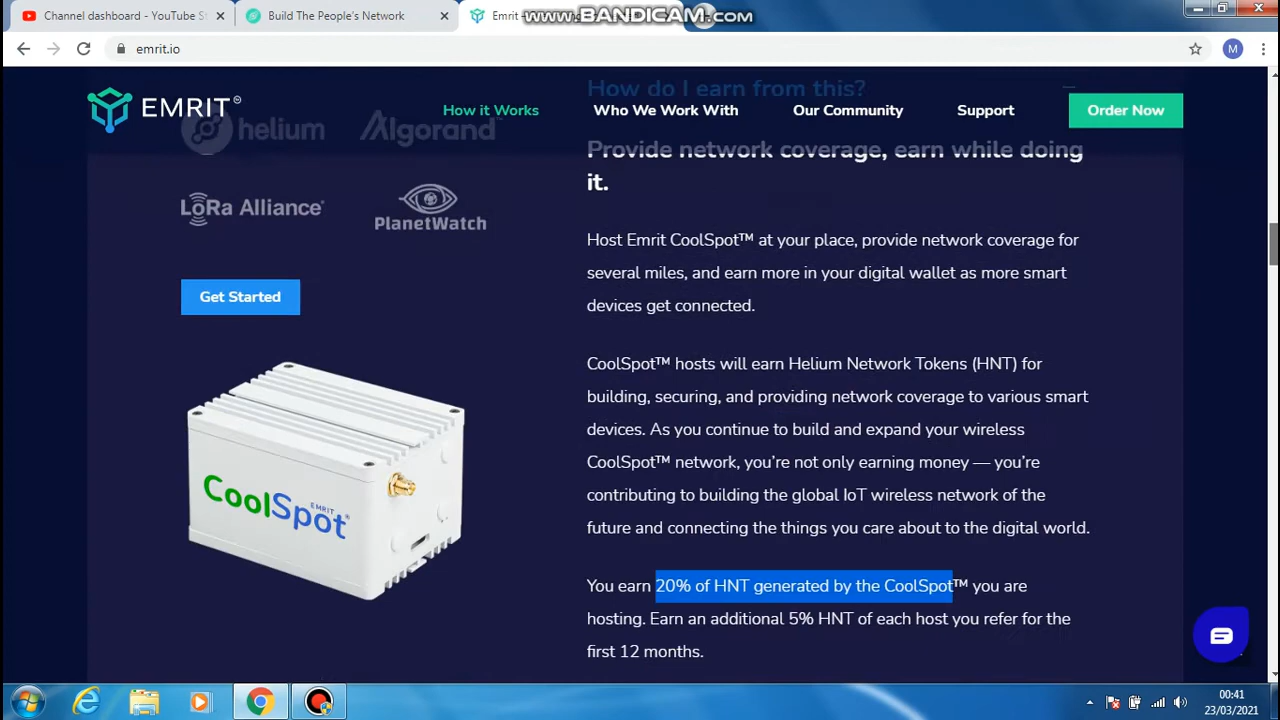 Channel dashboard - YouTube S
Build The People's Network
Emrit
WWW.BANDICAM.COM
emrit.io
M
EMRIT
How it Works
Who We Work With
Our Community
Support
Order Now
helium
Algorand
LoRa Alliance
PlanetWatch
Get Started
CoolSpot
EMRIT
How do I earn from this?
Provide network coverage, earn while doing
it.
Host Emrit CoolSpot™ at your place, provide network coverage for
several miles, and earn more in your digital wallet as more smart
devices get connected.
CoolSpot™ hosts will earn Helium Network Tokens (HNT) for
building, securing, and providing network coverage to various smart
devices. As you continue to build and expand your wireless
CoolSpot™ network, you're not only earning money — you're
contributing to building the global IoT wireless network of the
future and connecting the things you care about to the digital world.
You earn 20% of HNT generated by the CoolSpot™ you are
hosting. Earn an additional 5% HNT of each host you refer for the
first 12 months.
00:41
23/03/2021